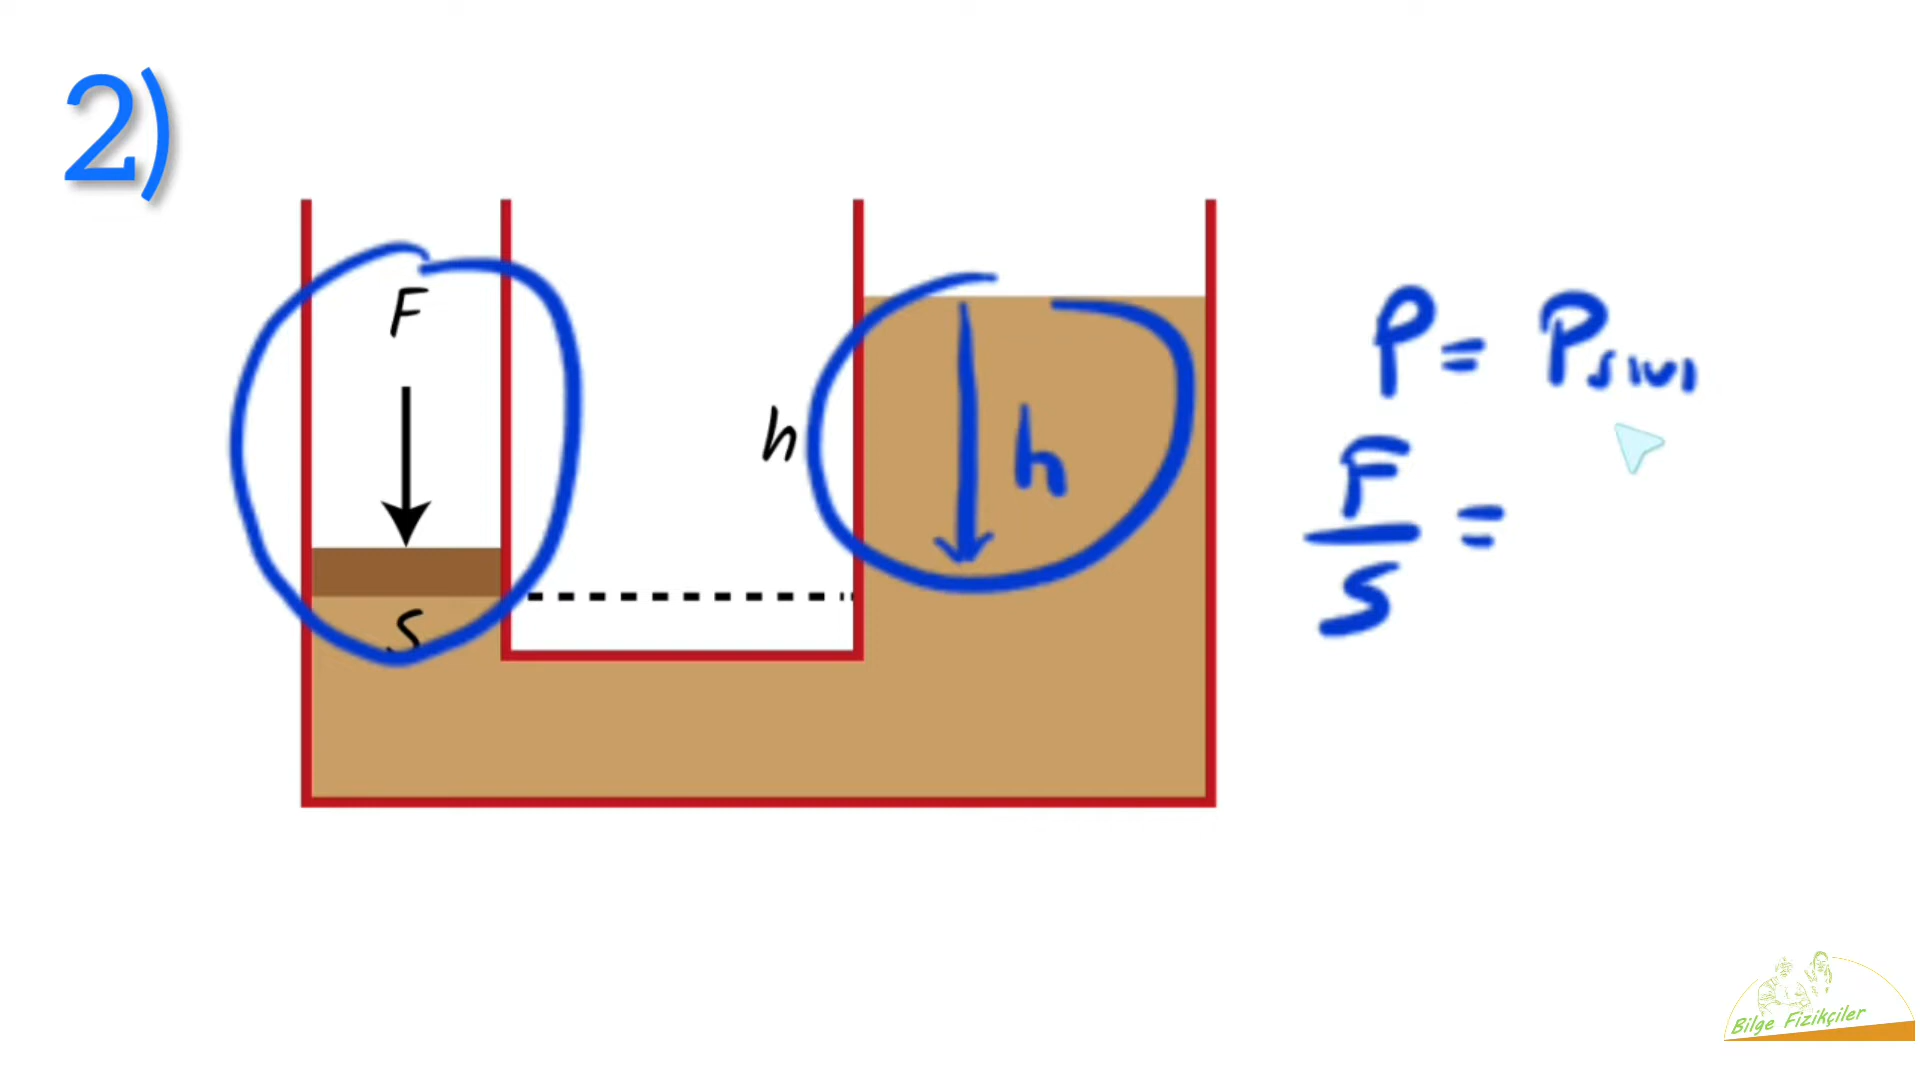 2)
F
h
h
S
P = Psıvı
F
S
=
Bilge Fizikçiler